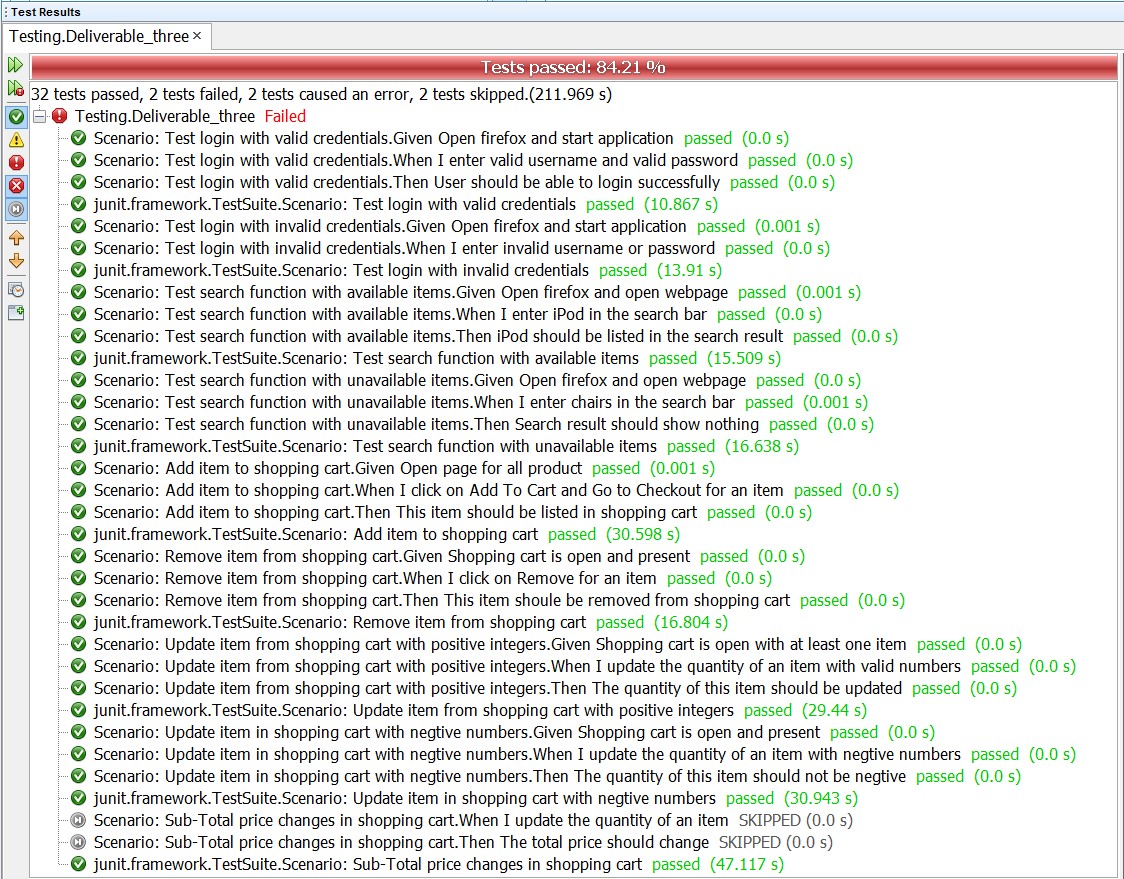 Test Results
Testing.Deliverable_three ×
Tests passed: 84.21 %
32 tests passed, 2 tests failed, 2 tests caused an error, 2 tests skipped.(211.969 s)
Testing.Deliverable_three Failed
Scenario: Test login with valid credentials.Given Open firefox and start application passed (0.0 s)
Scenario: Test login with valid credentials.When I enter valid username and valid password passed (0.0 s)
Scenario: Test login with valid credentials.Then User should be able to login successfully passed (0.0 s)
junit.framework.TestSuite.Scenario: Test login with valid credentials passed (10.867 s)
Scenario: Test login with invalid credentials.Given Open firefox and start application passed (0.001 s)
Scenario: Test login with invalid credentials.When I enter invalid username or password passed (0.0 s)
junit.framework.TestSuite.Scenario: Test login with invalid credentials passed (13.91 s)
Scenario: Test search function with available items.Given Open firefox and open webpage passed (0.001 s)
Scenario: Test search function with available items.When I enter iPod in the search bar passed (0.0 s)
Scenario: Test search function with available items.Then iPod should be listed in the search result passed (0.0 s)
junit.framework.TestSuite.Scenario: Test search function with available items passed (15.509 s)
Scenario: Test search function with unavailable items.Given Open firefox and open webpage passed (0.0 s)
Scenario: Test search function with unavailable items.When I enter chairs in the search bar passed (0.001 s)
Scenario: Test search function with unavailable items.Then Search result should show nothing passed (0.0 s)
junit.framework.TestSuite.Scenario: Test search function with unavailable items passed (16.638 s)
Scenario: Add item to shopping cart.Given Open page for all product passed (0.001 s)
Scenario: Add item to shopping cart.When I click on Add To Cart and Go to Checkout for an item passed (0.0 s)
Scenario: Add item to shopping cart.Then This item should be listed in shopping cart passed (0.0 s)
junit.framework.TestSuite.Scenario: Add item to shopping cart passed (30.598 s)
Scenario: Remove item from shopping cart.Given Shopping cart is open and present passed (0.0 s)
Scenario: Remove item from shopping cart.When I click on Remove for an item passed (0.0 s)
Scenario: Remove item from shopping cart.Then This item shoule be removed from shopping cart passed (0.0 s)
junit.framework.TestSuite.Scenario: Remove item from shopping cart passed (16.804 s)
Scenario: Update item from shopping cart with positive integers.Given Shopping cart is open with at least one item passed (0.0 s)
Scenario: Update item from shopping cart with positive integers.When I update the quantity of an item with valid numbers passed (0.0 s)
Scenario: Update item from shopping cart with positive integers.Then The quantity of this item should be updated passed (0.0 s)
junit.framework.TestSuite.Scenario: Update item from shopping cart with positive integers passed (29.44 s)
Scenario: Update item in shopping cart with negtive numbers.Given Shopping cart is open and present passed (0.0 s)
Scenario: Update item in shopping cart with negtive numbers.When I update the quantity of an item with negtive numbers passed (0.0 s)
Scenario: Update item in shopping cart with negtive numbers.Then The quantity of this item should not be negtive passed (0.0 s)
junit.framework.TestSuite.Scenario: Update item in shopping cart with negtive numbers passed (30.943 s)
Scenario: Sub-Total price changes in shopping cart.When I update the quantity of an item SKIPPED (0.0 s)
Scenario: Sub-Total price changes in shopping cart.Then The total price should change SKIPPED (0.0 s)
junit.framework.TestSuite.Scenario: Sub-Total price changes in shopping cart passed (47.117 s)